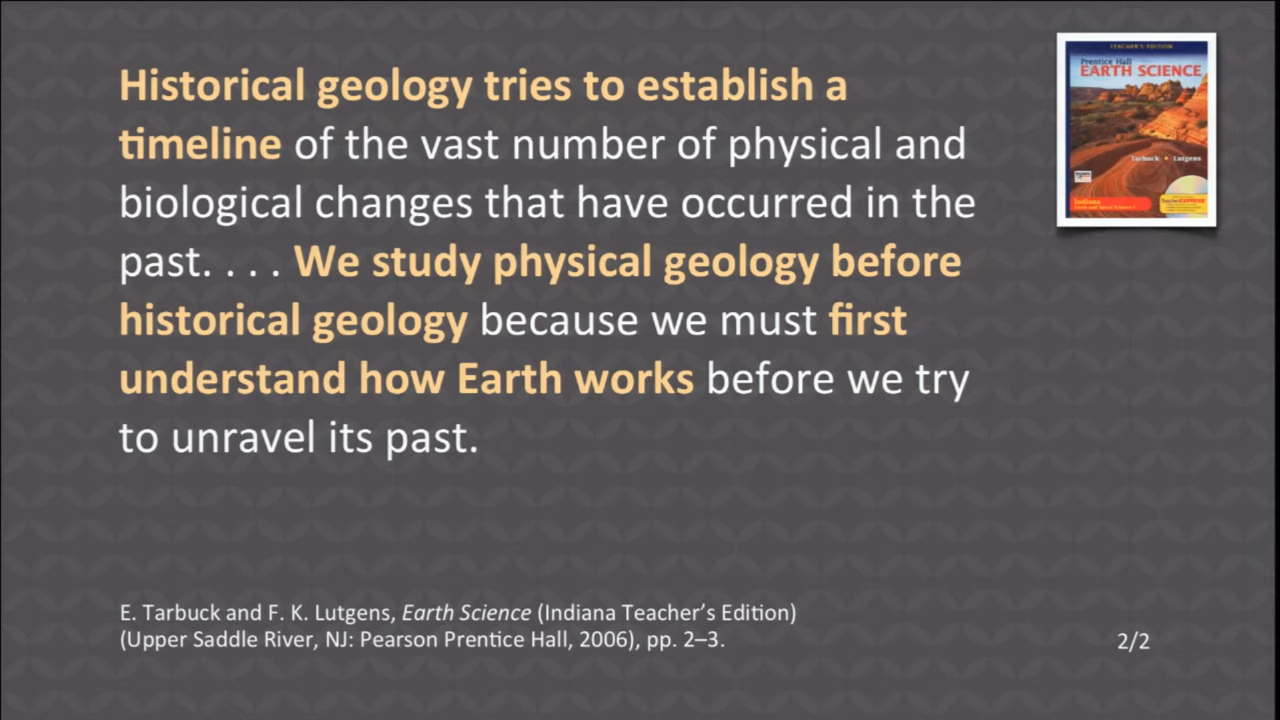 Historical geology tries to establish a
timeline of the vast number of physical and
biological changes that have occurred in the
past. . . . We study physical geology before
historical geology because we must first
understand how Earth works before we try
to unravel its past.
TEACHER'S EDITION
Prentice Hall
EARTH SCIENCE
Tarbuck • Lutgens
Indiana
E. Tarbuck and F. K. Lutgens, Earth Science (Indiana Teacher's Edition)
(Upper Saddle River, NJ: Pearson Prentice Hall, 2006), pp. 2–3.
2/2